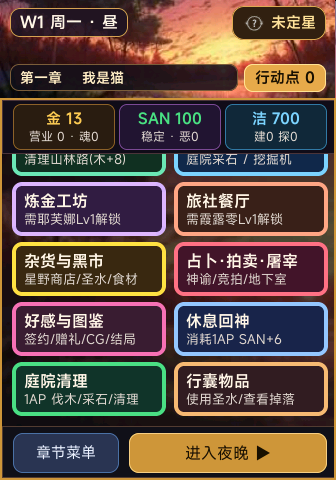 W1 周一 · 昼
? 未定星
第一章 我是猫
行动点 0
金 13
营业 0 · 魂0
SAN 100
稳定 · 恶0
洁 700
建0 探0
清理山林路(木+8)
庭院采石 / 挖掘机
炼金工坊
需耶芙娜Lv1解锁
旅社餐厅
需霞露零Lv1解锁
杂货与黑市
星野商店/圣水/食材
占卜·拍卖·屠宰
神谕/竞拍/地下室
好感与图鉴
签约/赠礼/CG/结局
休息回神
消耗1AP SAN+6
庭院清理
1AP 伐木/采石/清理
行囊物品
使用圣水/查看掉落
章节菜单
进入夜晚 ▶